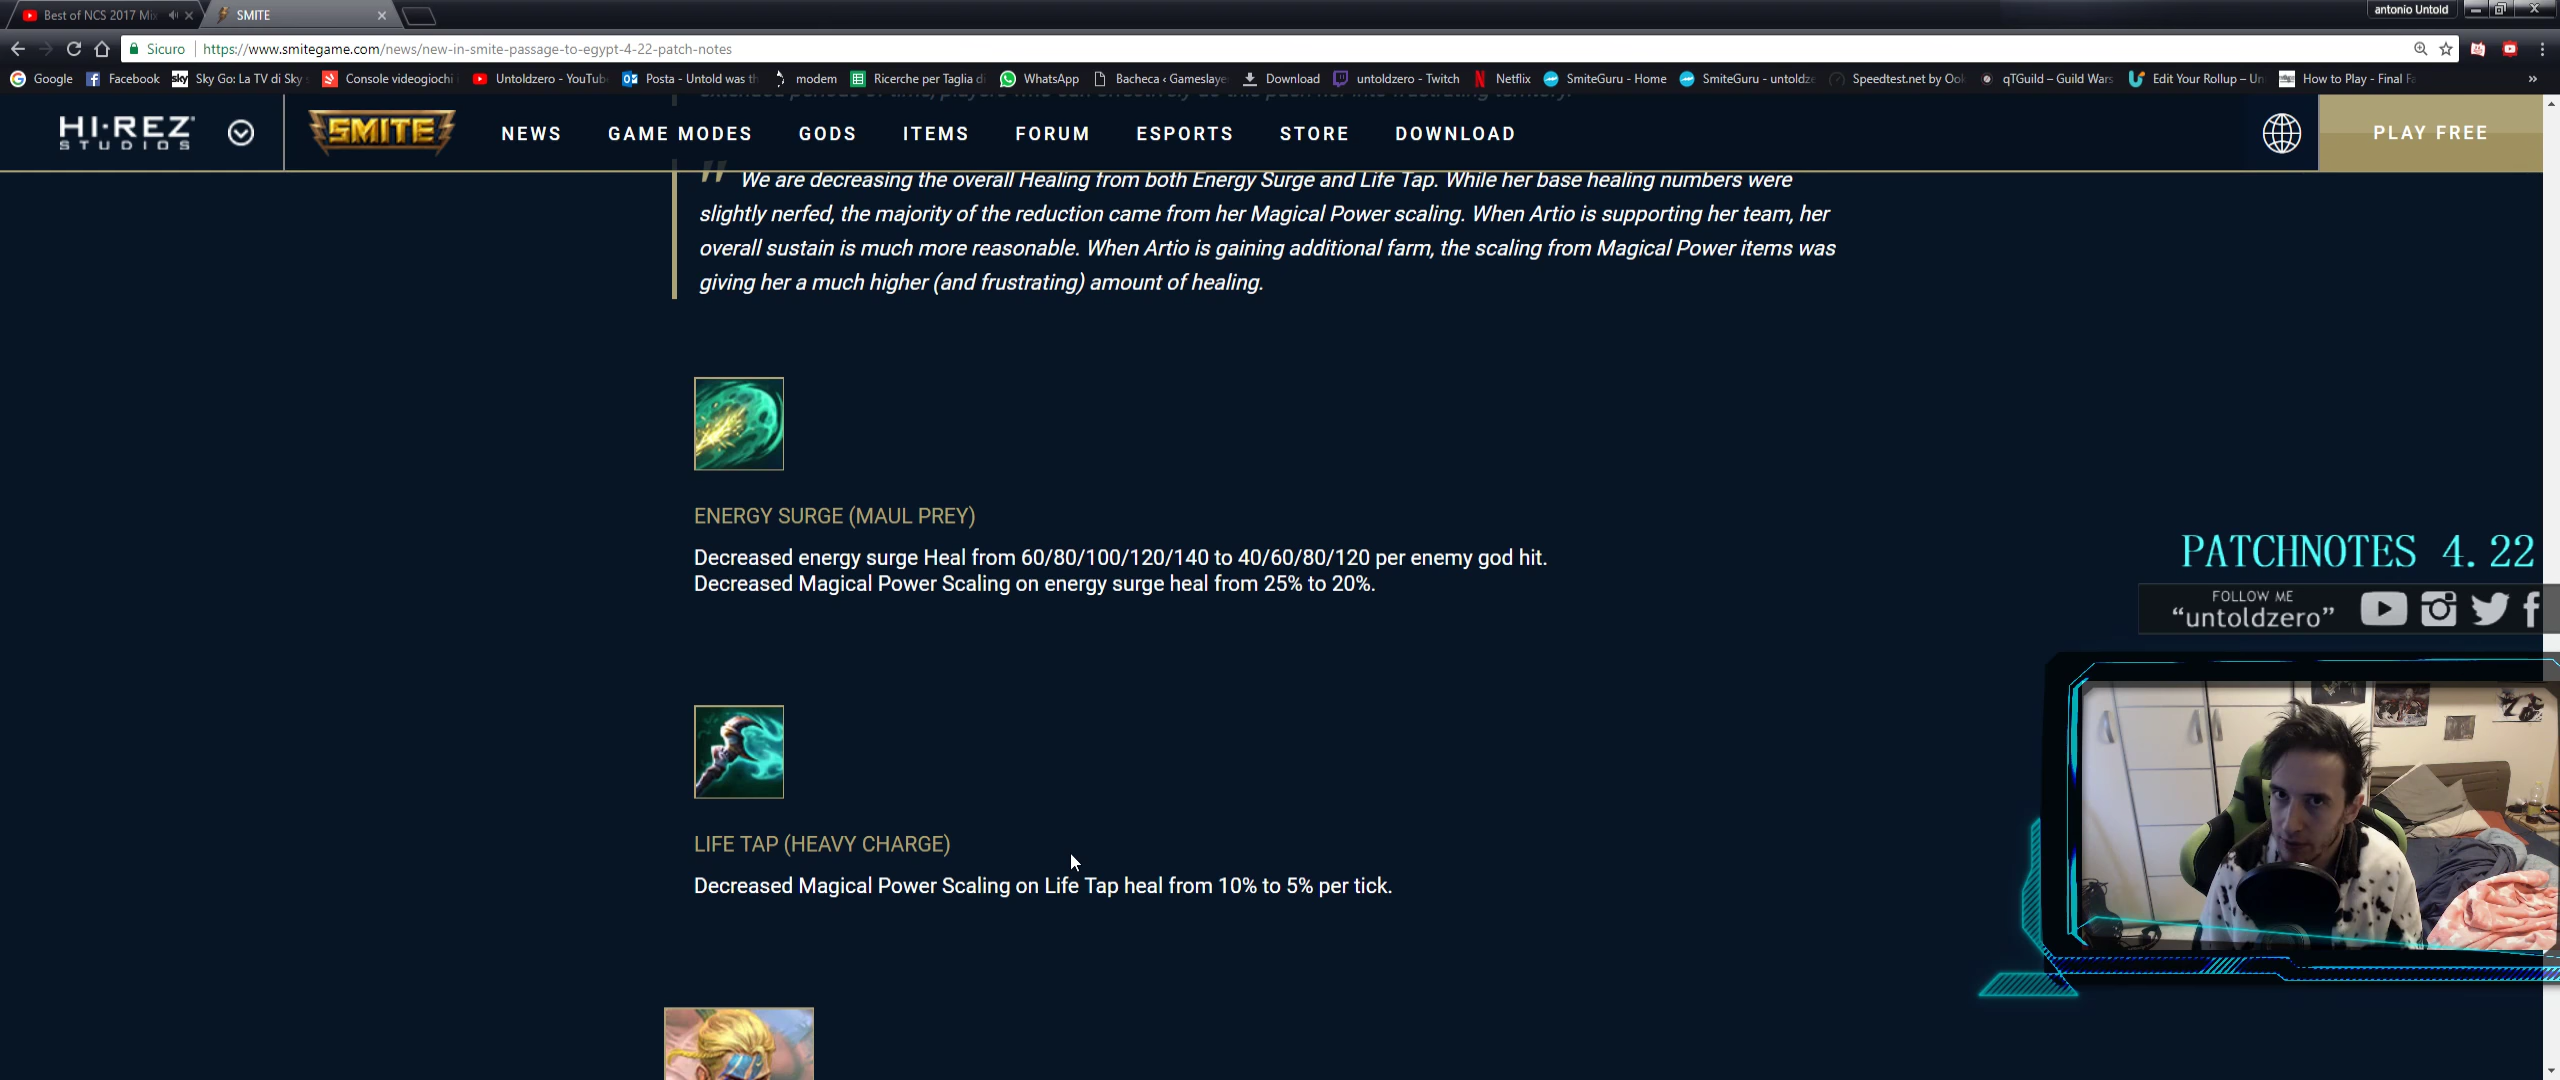 Best of NCS 2017 Mix
SMITE
antonio Untold
Sicuro
https://www.smitegame.com/news/new-in-smite-passage-to-egypt-4-22-patch-notes
Google
Facebook
sky Sky Go: La TV di Sky
Console videogiochi
Untoldzero - YouTube
Posta - Untold was th
modem
Ricerche per Taglia di
WhatsApp
Bacheca ‹ Gameslaye
Download
untoldzero - Twitch
Netflix
SmiteGuru - Home
SmiteGuru - untoldze
Speedtest.net by Ook
qTGuild – Guild Wars
Edit Your Rollup – Un
How to Play - Final Fa
»
HI-REZ STUDIOS
SMITE
NEWS
GAME MODES
GODS
ITEMS
FORUM
ESPORTS
STORE
DOWNLOAD
PLAY FREE
We are decreasing the overall Healing from both Energy Surge and Life Tap. While her base healing numbers were
slightly nerfed, the majority of the reduction came from her Magical Power scaling. When Artio is supporting her team, her
overall sustain is much more reasonable. When Artio is gaining additional farm, the scaling from Magical Power items was
giving her a much higher (and frustrating) amount of healing.
ENERGY SURGE (MAUL PREY)
Decreased energy surge Heal from 60/80/100/120/140 to 40/60/80/120 per enemy god hit.
Decreased Magical Power Scaling on energy surge heal from 25% to 20%.
PATCHNOTES 4.22
FOLLOW ME
“untoldzero”
LIFE TAP (HEAVY CHARGE)
Decreased Magical Power Scaling on Life Tap heal from 10% to 5% per tick.